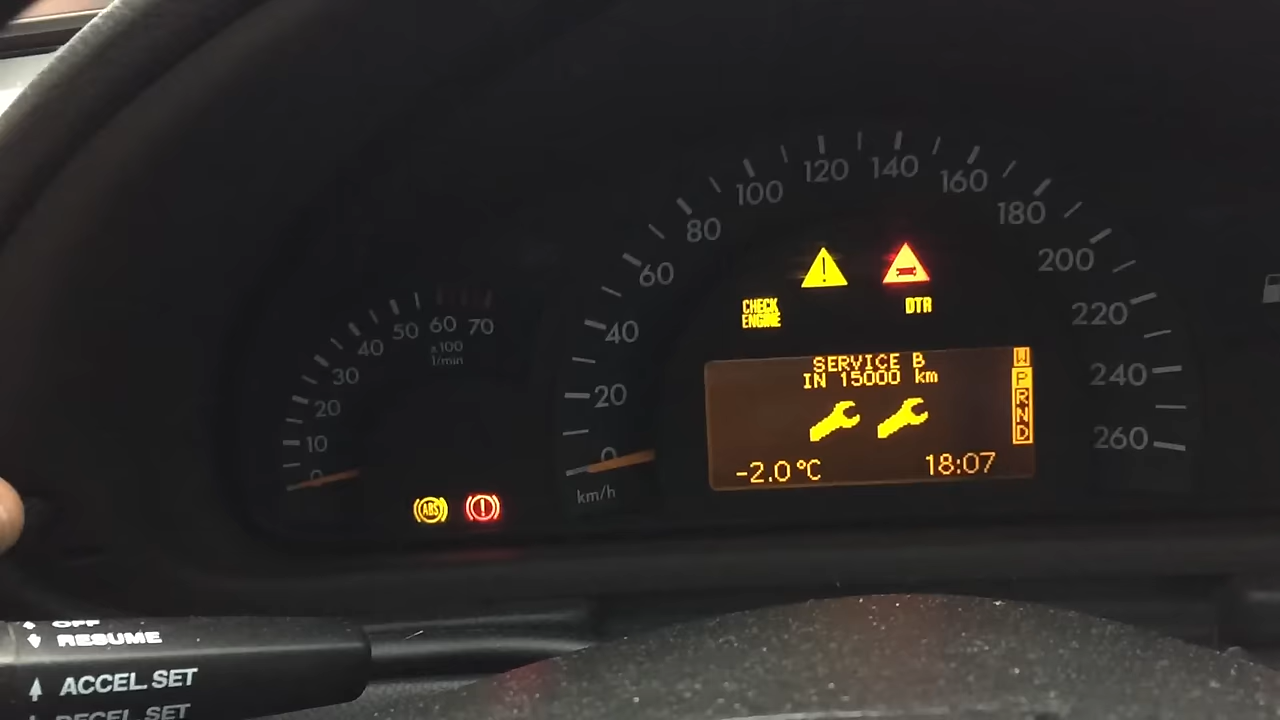 120
140
100
160
80
180
60
200
CHECK
ENGINE
DTR
220
40
50
60
70
x100
1/min
40
SERVICE B
IN 15000 km
W
P
R
N
D
30
240
20
20
10
260
0
0
-2.0°C
18:07
km/h
ABS
!
!
OFF
RESUME
ACCEL SET
DECEL SET